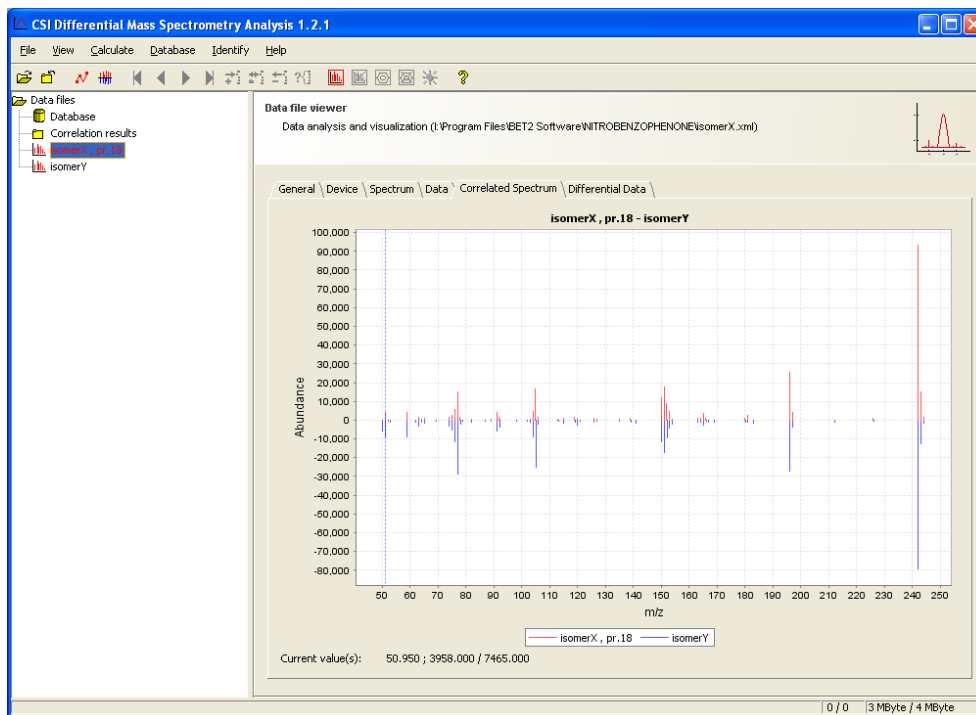 CSI Differential Mass Spectrometry Analysis 1.2.1
File View Calculate Database Identify Help
Data files
Database
Correlation results
isomerX , pr.18
isomerY
Data file viewer
Data analysis and visualization (I:\Program Files\BET2 Software\NITROBENZOPHENONE\isomerX.xml)
General \ Device \ Spectrum \ Data \ Correlated Spectrum \ Differential Data \
isomerX , pr.18 - isomerY
100,000
90,000
80,000
70,000
60,000
50,000
40,000
30,000
20,000
10,000
0
-10,000
-20,000
-30,000
-40,000
-50,000
-60,000
-70,000
-80,000
Abundance
50 60 70 80 90 100 110 120 130 140 150 160 170 180 190 200 210 220 230 240 250
m/z
isomerX , pr.18 isomerY
Current value(s): 50.950 ; 3958.000 / 7465.000
0 / 0 3 MByte / 4 MByte